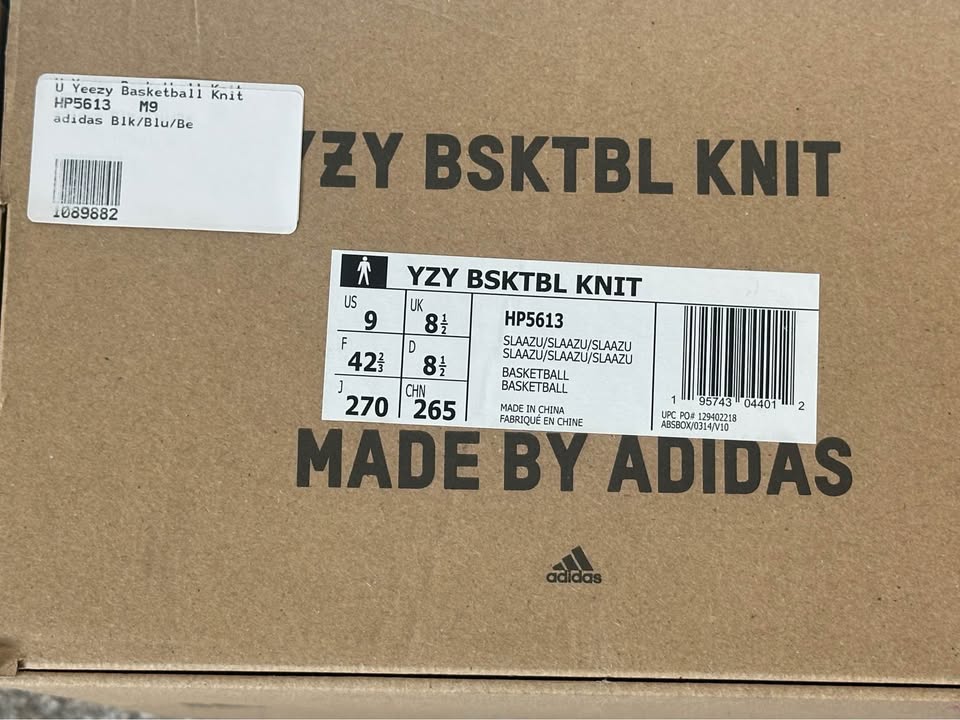 U Yeezy Basketball Knit
HP5613 M9
adidas Blk/Blu/Be
1089882
YZY BSKTBL KNIT
YZY BSKTBL KNIT
US 9
UK 8½
F 42⅔
D 8½
J 270
CHN 265
HP5613
SLAAZU/SLAAZU/SLAAZU
SLAAZU/SLAAZU/SLAAZU
BASKETBALL
BASKETBALL
MADE IN CHINA
FABRIQUÉ EN CHINE
1 95743 04401 2
UPC PO# 129402218
ABSBOX/0314/V10
MADE BY ADIDAS
adidas